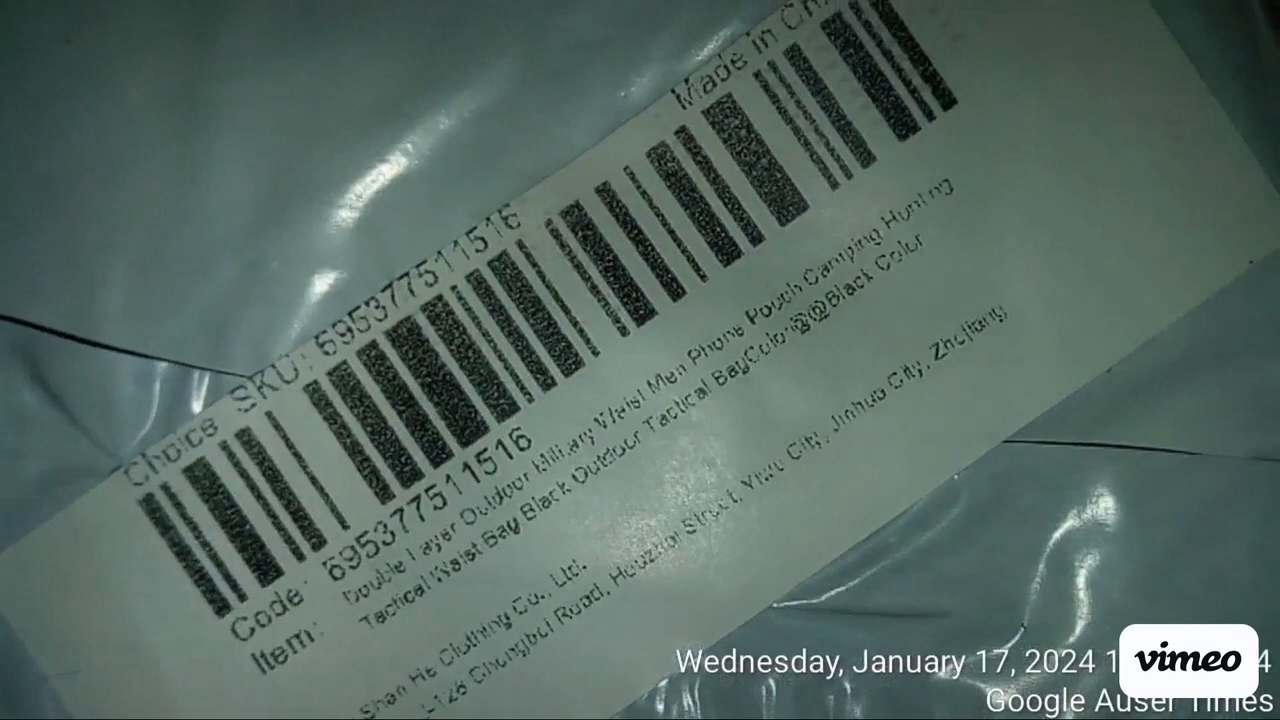 Choice SKU: 695377511516 Made in
Code: 695377511516
Item: Double Layer Outdoor Military Waist Men Phone Pouch Camping Hunting
Tactical Waist Bag Black Outdoor Tactical BagColor@@Black Color
Shan He Clothing Co., Ltd.
Road, Street, Yiwu City, Jinhua City, Zhejiang,
Wednesday, January 17, 2024
vimeo
Google Auser Times